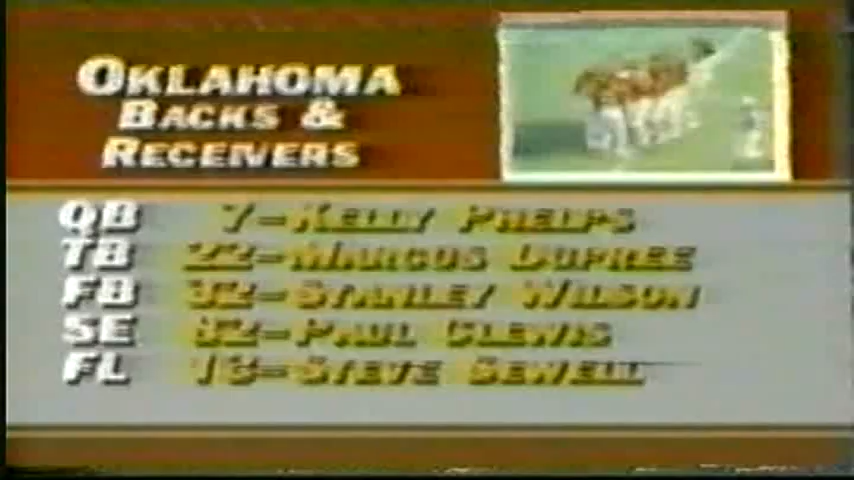 OKLAHOMA
BACKS &
RECEIVERS
QB 7-KELLY PHELPS
TB 22-MARCUS DUPREE
FB 32-STANLEY WILSON
SE 82-PAUL CLEWIS
FL 16-STEVE SEWELL